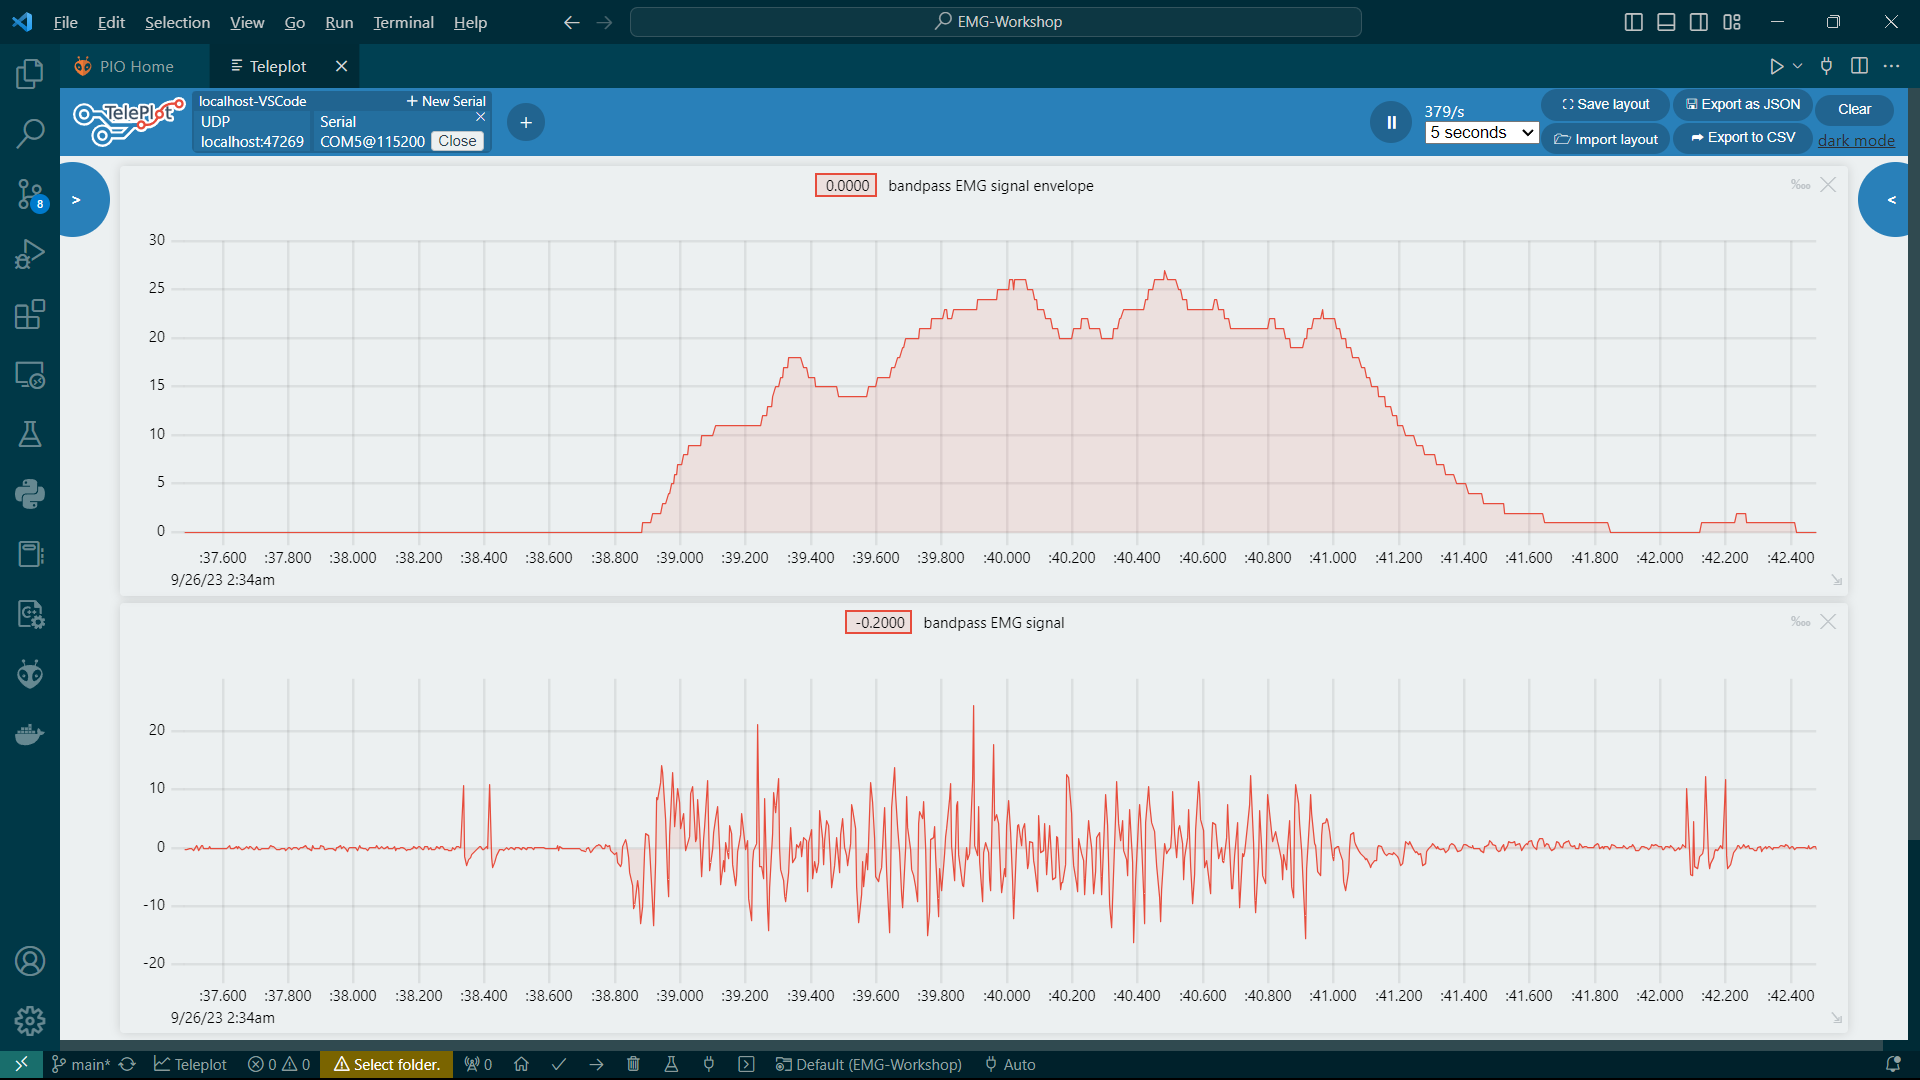 File Edit Selection View Go Run Terminal Help
EMG-Workshop
PIO Home
Teleplot
TelePlot
localhost-VSCode + New Serial
UDP
localhost:47269
Serial
COM5@115200 Close
+
379/s
5 seconds
Save layout
Import layout
Export as JSON
Export to CSV
Clear
dark mode
8
>
<
0.0000 bandpass EMG signal envelope
‰₀₀
30
25
20
15
10
5
0
:37.600 :37.800 :38.000 :38.200 :38.400 :38.600 :38.800 :39.000 :39.200 :39.400 :39.600 :39.800 :40.000 :40.200 :40.400 :40.600 :40.800 :41.000 :41.200 :41.400 :41.600 :41.800 :42.000 :42.200 :42.400
9/26/23 2:34am
-0.2000 bandpass EMG signal
‰₀₀
20
10
0
-10
-20
:37.600 :37.800 :38.000 :38.200 :38.400 :38.600 :38.800 :39.000 :39.200 :39.400 :39.600 :39.800 :40.000 :40.200 :40.400 :40.600 :40.800 :41.000 :41.200 :41.400 :41.600 :41.800 :42.000 :42.200 :42.400
9/26/23 2:34am
main* Teleplot 0 0 Select folder. 0 Default (EMG-Workshop) Auto